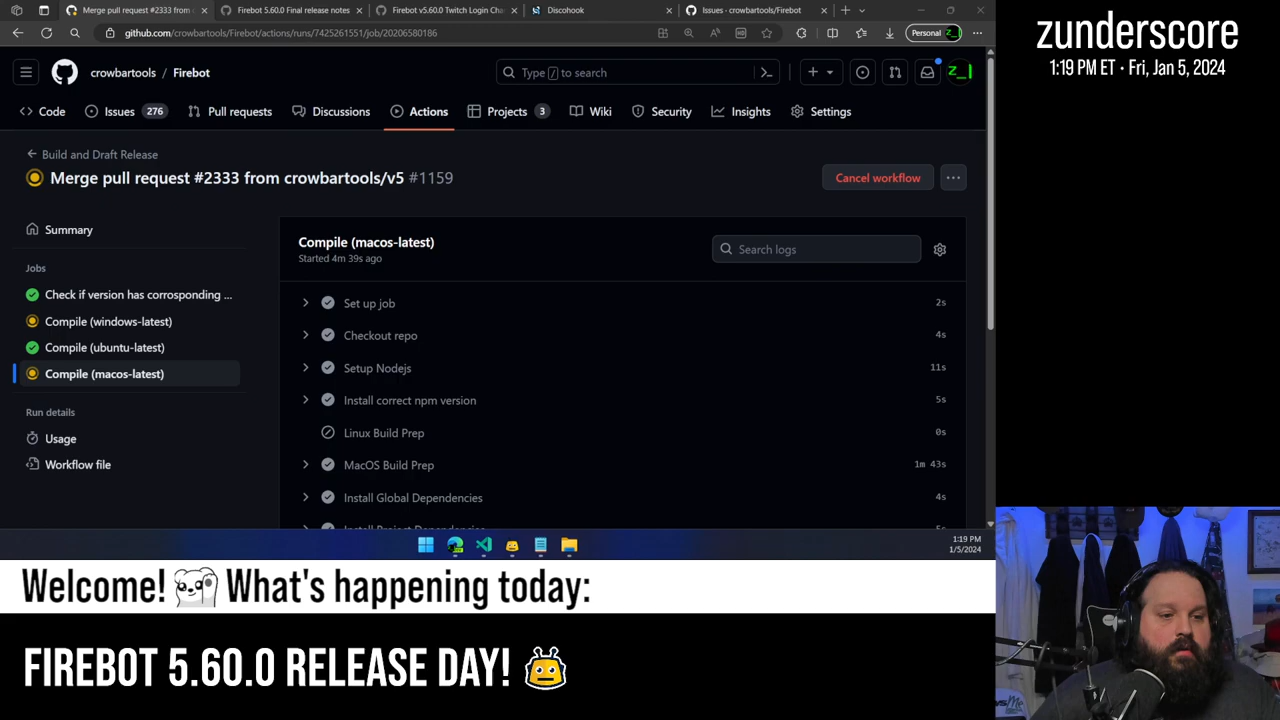 Merge pull request #2333 from c
Firebot 5.60.0 Final release notes
Firebot v5.60.0 Twitch Login Cha
Discohook
Issues · crowbartools/Firebot
github.com/crowbartools/Firebot/actions/runs/7425261551/job/20206580186
Personal
crowbartools / Firebot
Type / to search
Code
Issues 276
Pull requests
Discussions
Actions
Projects 3
Wiki
Security
Insights
Settings
Build and Draft Release
Merge pull request #2333 from crowbartools/v5 #1159
Cancel workflow
Summary
Jobs
Check if version has corrosponding ...
Compile (windows-latest)
Compile (ubuntu-latest)
Compile (macos-latest)
Run details
Usage
Workflow file
Compile (macos-latest)
Started 4m 39s ago
Search logs
Set up job 2s
Checkout repo 4s
Setup Nodejs 11s
Install correct npm version 5s
Linux Build Prep 0s
MacOS Build Prep 1m 43s
Install Global Dependencies 4s
Install Project Dependencies 5s
1:19 PM
1/5/2024
zunderscore
1:19 PM ET • Fri, Jan 5, 2024
Welcome! What's happening today:
FIREBOT 5.60.0 RELEASE DAY!